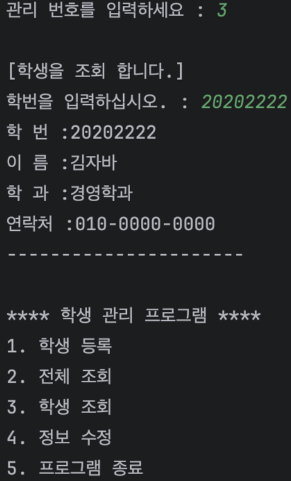 관리 번호를 입력하세요 : 3
[학생을 조회 합니다.]
학번을 입력하십시오. : 20202222
학 번 :20202222
이 름 :김자바
학 과 :경영학과
연락처 :010-0000-0000
----------------------
**** 학생 관리 프로그램 ****
1. 학생 등록
2. 전체 조회
3. 학생 조회
4. 정보 수정
5. 프로그램 종료